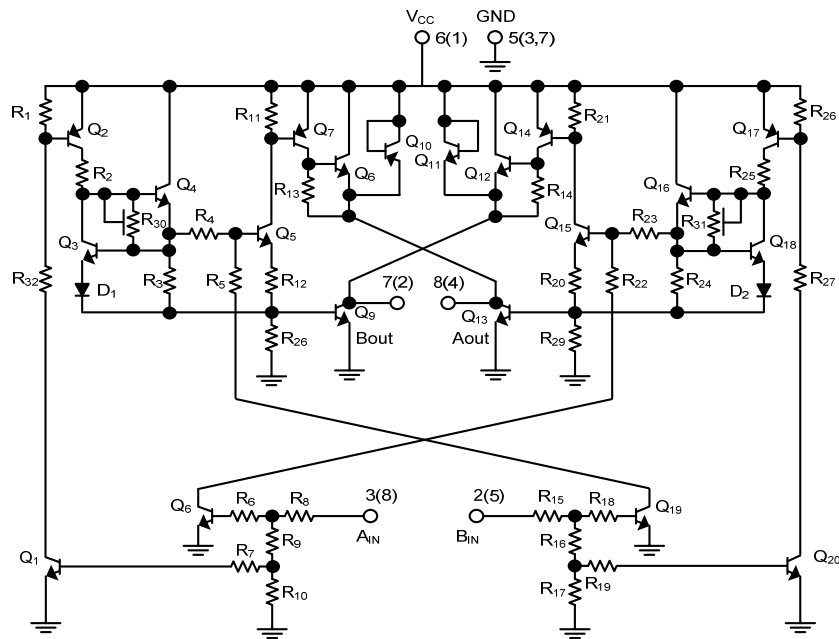 VCC GND
6(1) 5(3,7)
R1 Q2 R11 Q7 Q10 Q14 R21 Q17 R26
Q11
R2 Q4 Q6 Q12 Q16 R25
R13 R14
R30 R4 Q5 Q15 R23 R31
Q3 Q18
R32 D1 R3 R5 R12 7(2) 8(4) R20 R22 R24 D2 R27
Q9 Q13
R26 Bout Aout R29
3(8) 2(5)
Q6 R6 R8 R15 R18 Q19
AIN BIN
R9 R16
Q1 R7 Q20
R10 R17 R19